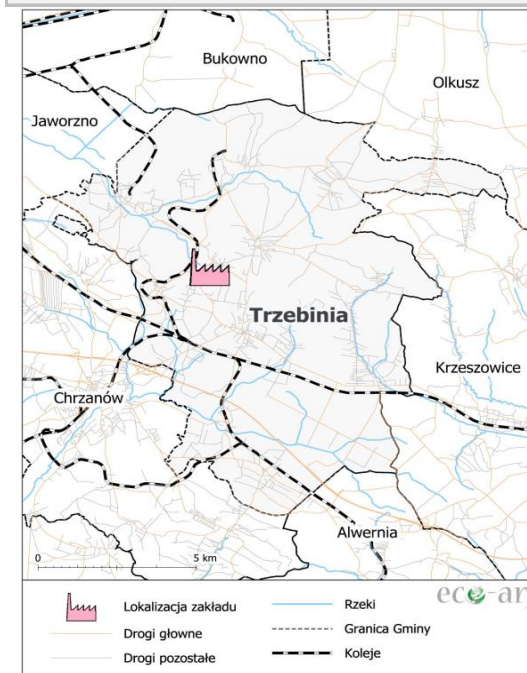 Bukowno
Olkusz
Jaworzno
Trzebinia
Krzeszowice
Chrzanów
Alwernia
0 5 km
Lokalizacja zakładu
Drogi główne
Drogi pozostałe
Rzeki
Granica Gminy
Koleje